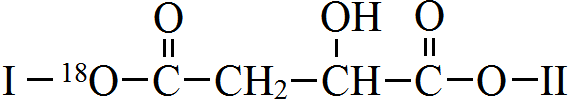 O OH O
I – ¹⁸O – C – CH₂ – CH – C – O – II